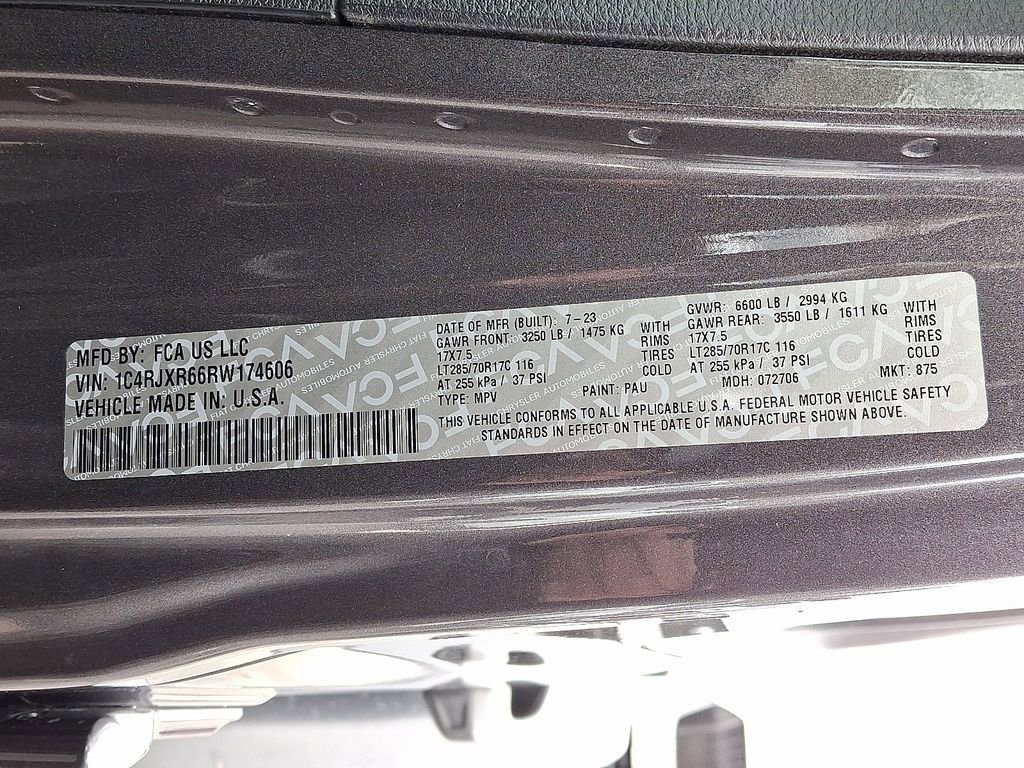 MFD BY: FCA US LLC
VIN: 1C4RJXR66RW174606
VEHICLE MADE IN: U.S.A.
DATE OF MFR (BUILT): 7-23
GAWR FRONT: 3250 LB / 1475 KG WITH
17X7.5 RIMS
LT285/70R17C 116 TIRES
AT 255 kPa / 37 PSI COLD
TYPE: MPV PAINT: PAU
GVWR: 6600 LB / 2994 KG
GAWR REAR: 3550 LB / 1611 KG WITH
17X7.5 RIMS
LT285/70R17C 116 TIRES
AT 255 kPa / 37 PSI COLD
MDH: 072706 MKT: 875
THIS VEHICLE CONFORMS TO ALL APPLICABLE U.S.A. FEDERAL MOTOR VEHICLE SAFETY
STANDARDS IN EFFECT ON THE DATE OF MANUFACTURE SHOWN ABOVE.